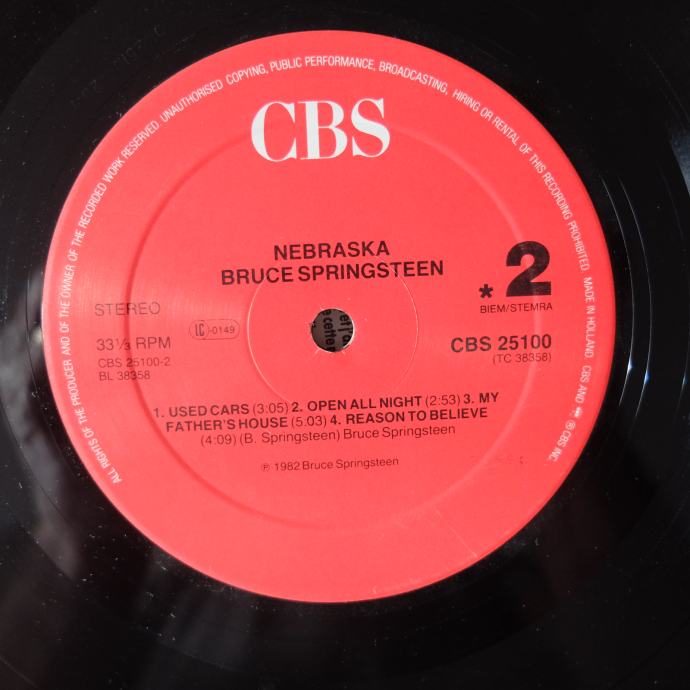 ALL RIGHTS OF THE PRODUCER AND OF THE OWNER OF THE RECORDED WORK RESERVED UNAUTHORISED COPYING, PUBLIC PERFORMANCE, BROADCASTING, HIRING OR RENTAL OF THIS RECORDING PROHIBITED. MADE IN HOLLAND CBS AND ® CBS INC.
CBS
NEBRASKA
BRUCE SPRINGSTEEN
* 2
BIEM/STEMRA
STEREO
LC -0149
33⅓ RPM
CBS 25100
CBS 25100-2
(TC 38358)
BL 38358
1. USED CARS (3:05) 2. OPEN ALL NIGHT (2:53) 3. MY
FATHER'S HOUSE (5.03) 4. REASON TO BELIEVE
(4:09) (B. Springsteen) Bruce Springsteen
℗ 1982 Bruce Springsteen